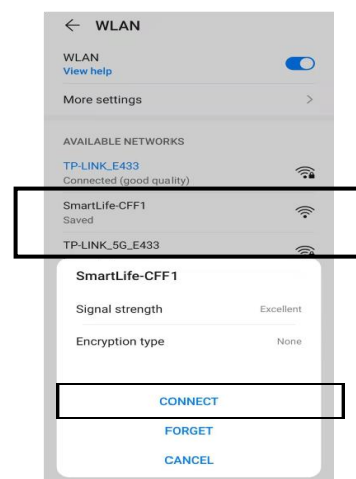 ← WLAN
WLAN
View help
More settings >
AVAILABLE NETWORKS
TP-LINK_E433
Connected (good quality)
SmartLife-CFF1
Saved
TP-LINK_5G_E433
SmartLife-CFF1
Signal strength Excellent
Encryption type None
CONNECT
FORGET
CANCEL